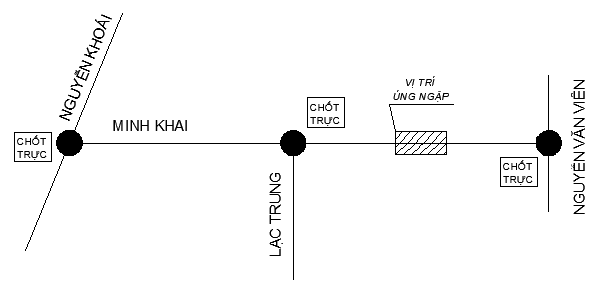 NGUYỄN KHOÁI
CHỐT
TRỰC
MINH KHAI
CHỐT
TRỰC
LẠC TRUNG
VỊ TRÍ
ÚNG NGẬP
CHỐT
TRỰC
NGUYỄN VĂN VIÊN